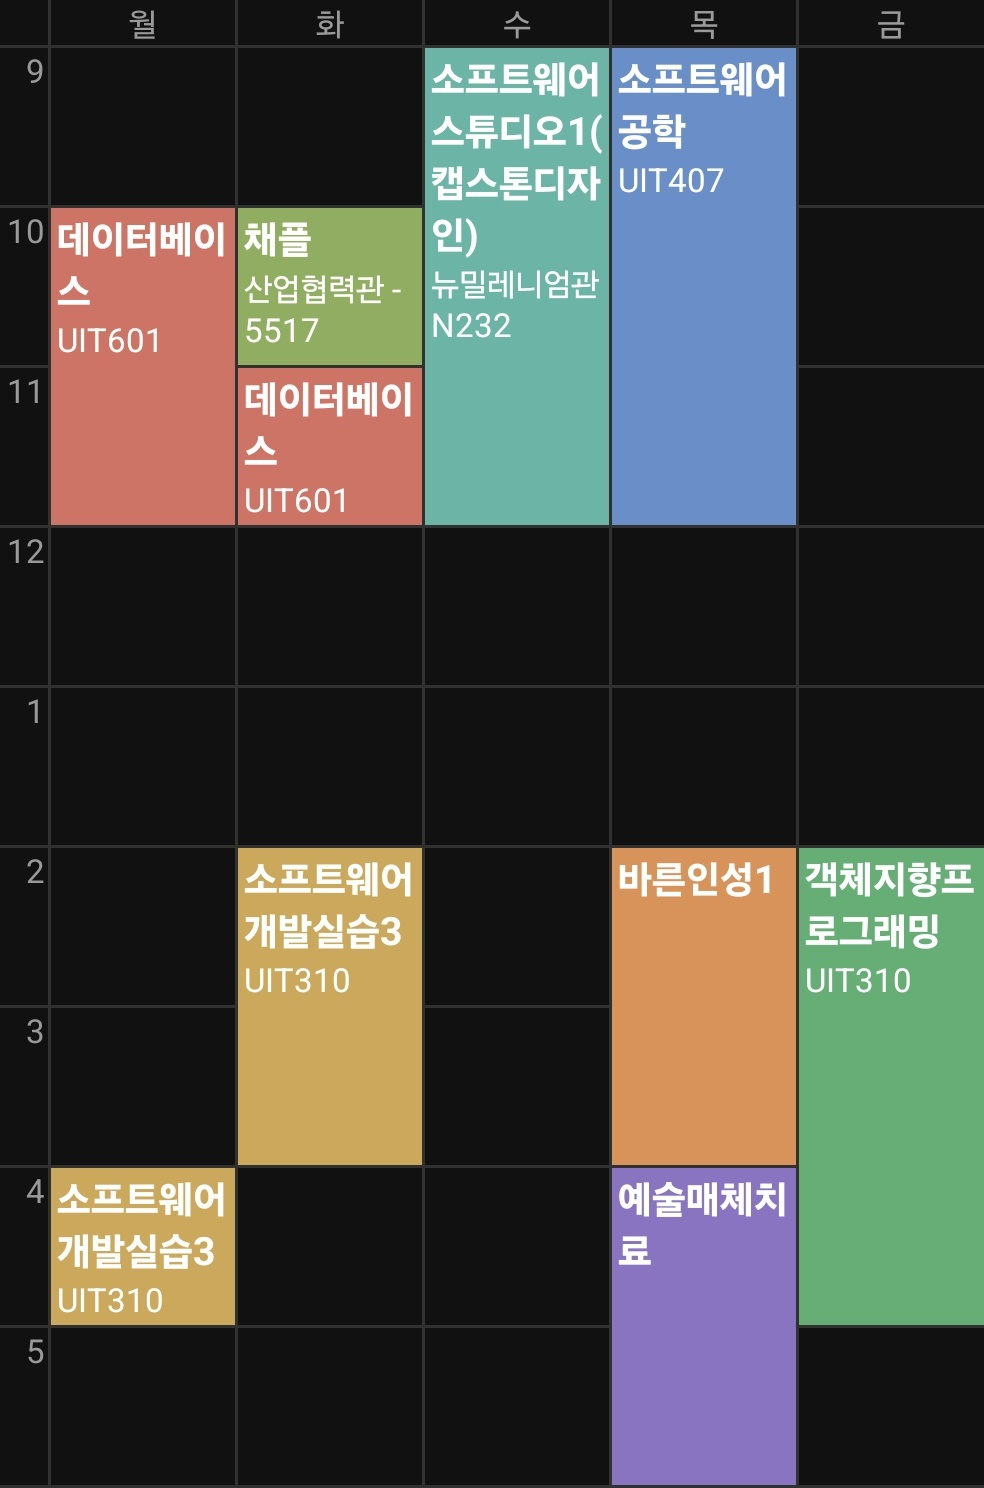 월 화 수 목 금
9
소프트웨어
스튜디오1(
캡스톤디자
인)
뉴밀레니엄관
N232
소프트웨어
공학
UIT407
10
데이터베이
스
UIT601
채플
산업협력관 -
5517
11
데이터베이
스
UIT601
12
1
2
소프트웨어
개발실습3
UIT310
바른인성1
객체지향프
로그래밍
UIT310
3
4
소프트웨어
개발실습3
UIT310
예술매체치
료
5